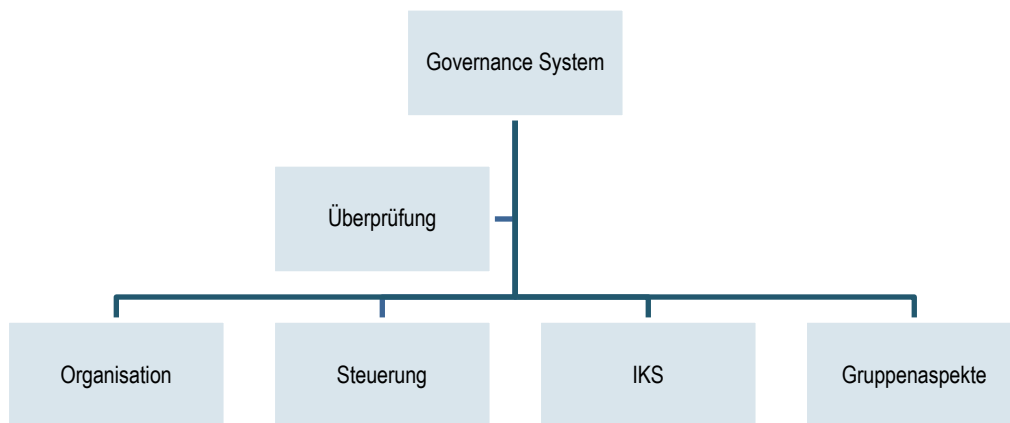 Governance System
Überprüfung
Organisation
Steuerung
IKS
Gruppenaspekte